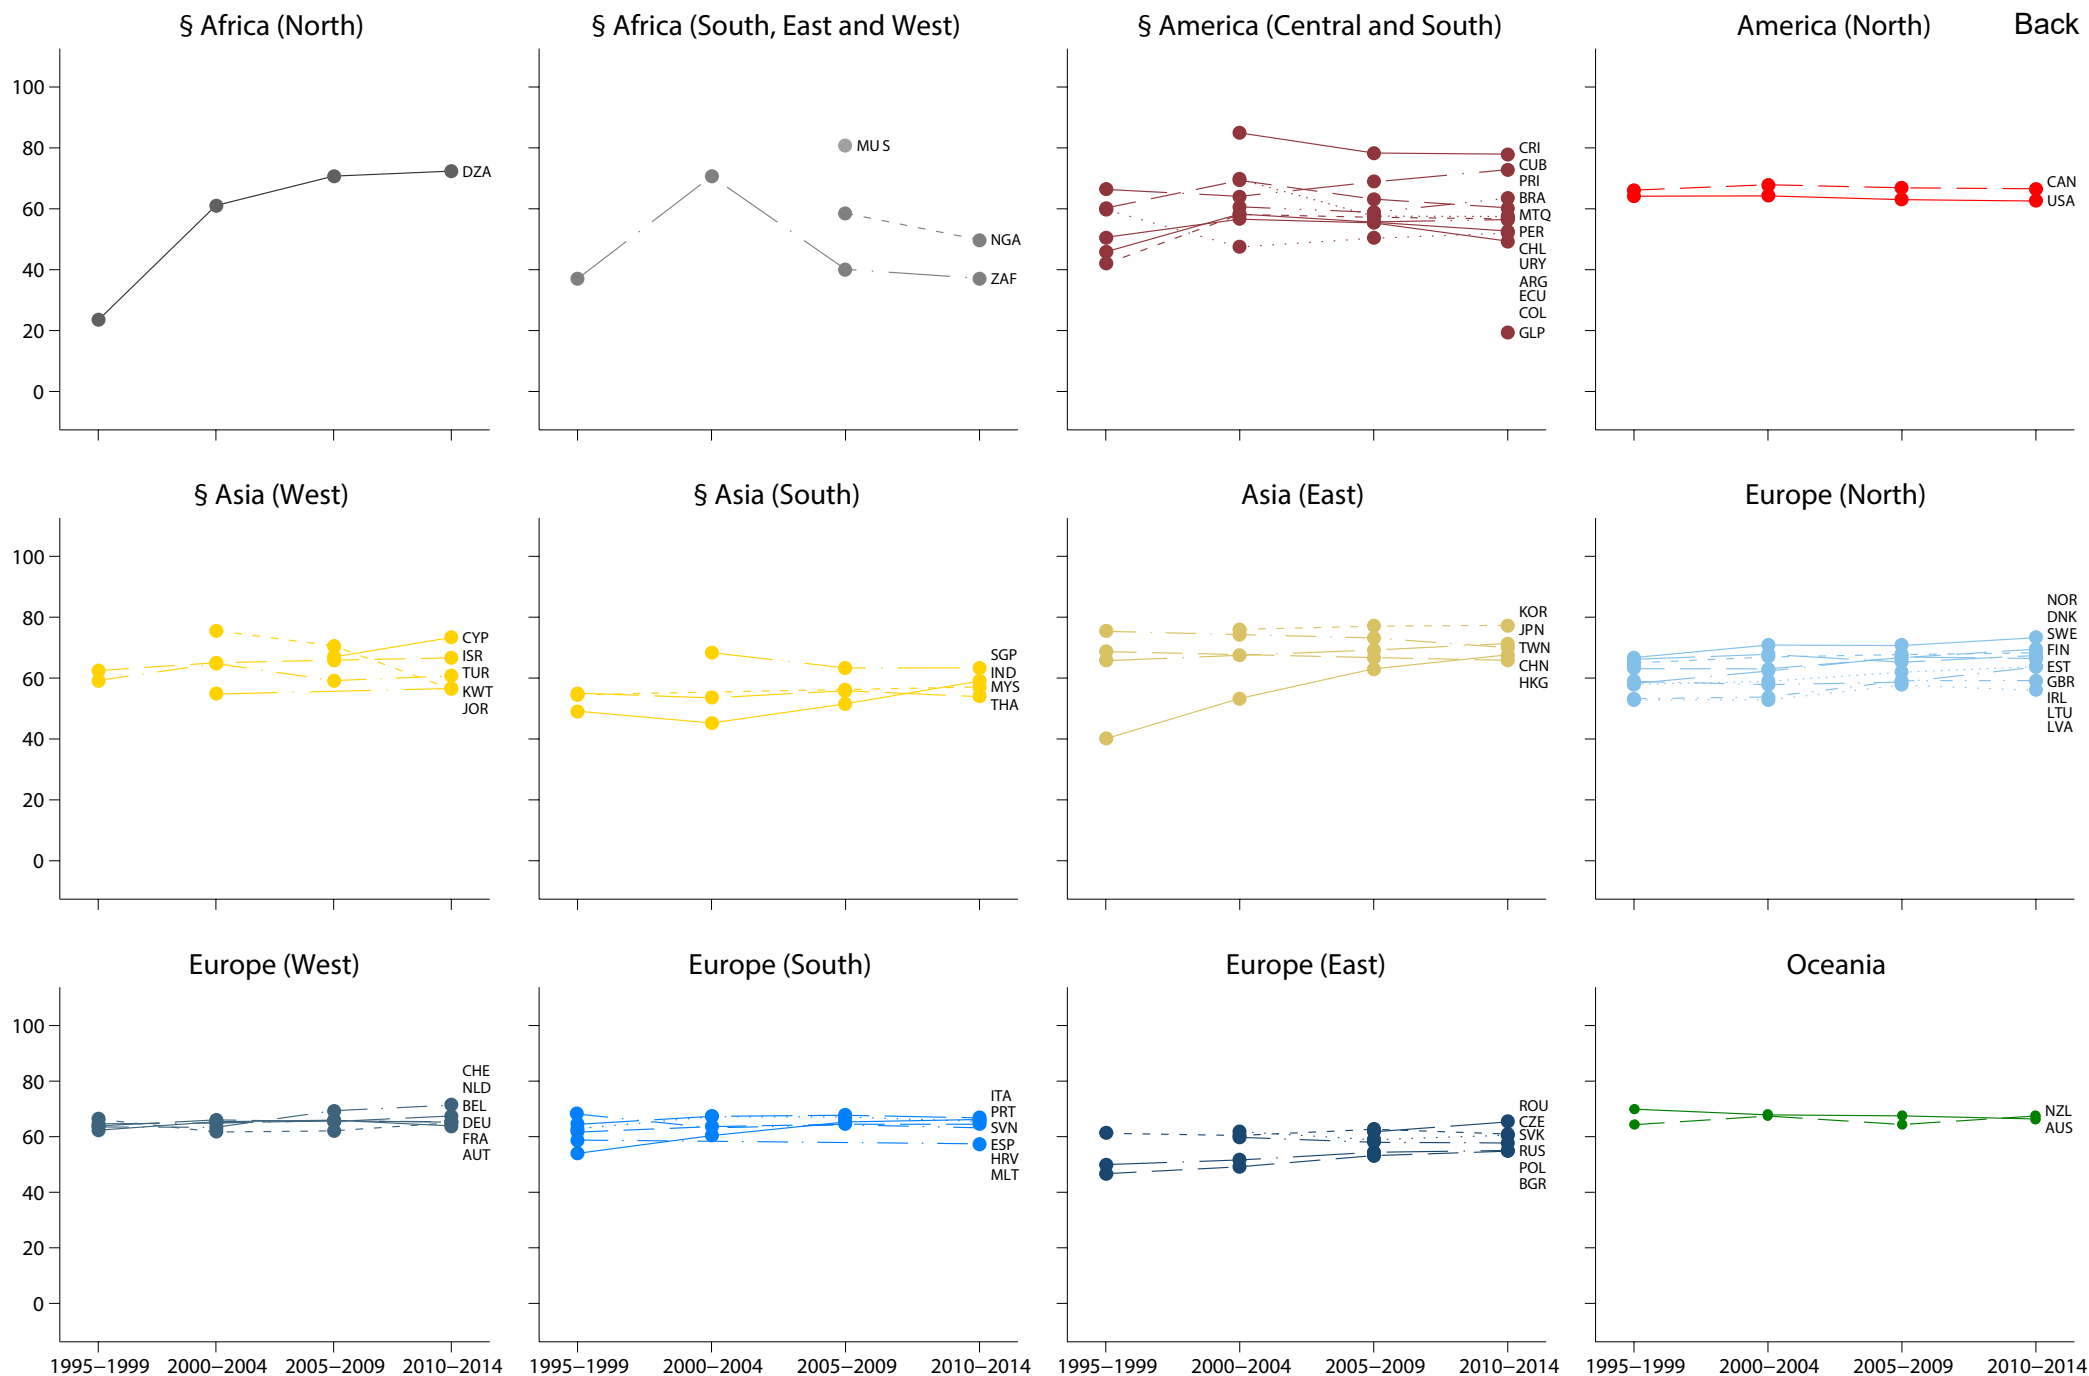 § Africa (North)
§ Africa (South, East and West)
§ America (Central and South)
America (North)
Back
100
80
60
40
20
0
DZA
MU S
NGA
ZAF
CRI
CUB
PRI
BRA
MTQ
PER
CHL
URY
ARG
ECU
COL
GLP
CAN
USA
§ Asia (West)
§ Asia (South)
Asia (East)
Europe (North)
100
80
60
40
20
0
CYP
ISR
TUR
KWT
JOR
SGP
IND
MYS
THA
KOR
JPN
TWN
CHN
HKG
NOR
DNK
SWE
FIN
EST
GBR
IRL
LTU
LVA
Europe (West)
Europe (South)
Europe (East)
Oceania
100
80
60
40
20
0
CHE
NLD
BEL
DEU
FRA
AUT
ITA
PRT
SVN
ESP
HRV
MLT
ROU
CZE
SVK
RUS
POL
BGR
NZL
AUS
1995–1999 2000–2004 2005–2009 2010–2014
1995–1999 2000–2004 2005–2009 2010–2014
1995–1999 2000–2004 2005–2009 2010–2014
1995–1999 2000–2004 2005–2009 2010–2014